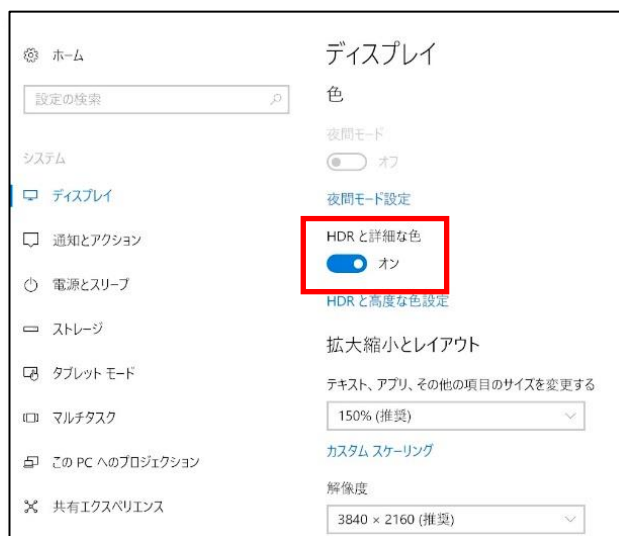 ホーム
設定の検索
システム
ディスプレイ
通知とアクション
電源とスリープ
ストレージ
タブレット モード
マルチタスク
この PC へのプロジェクション
共有エクスペリエンス
ディスプレイ
色
夜間モード
オフ
夜間モード設定
HDR と詳細な色
オン
HDR と高度な色設定
拡大縮小とレイアウト
テキスト、アプリ、その他の項目のサイズを変更する
150% (推奨)
カスタム スケーリング
解像度
3840 × 2160 (推奨)